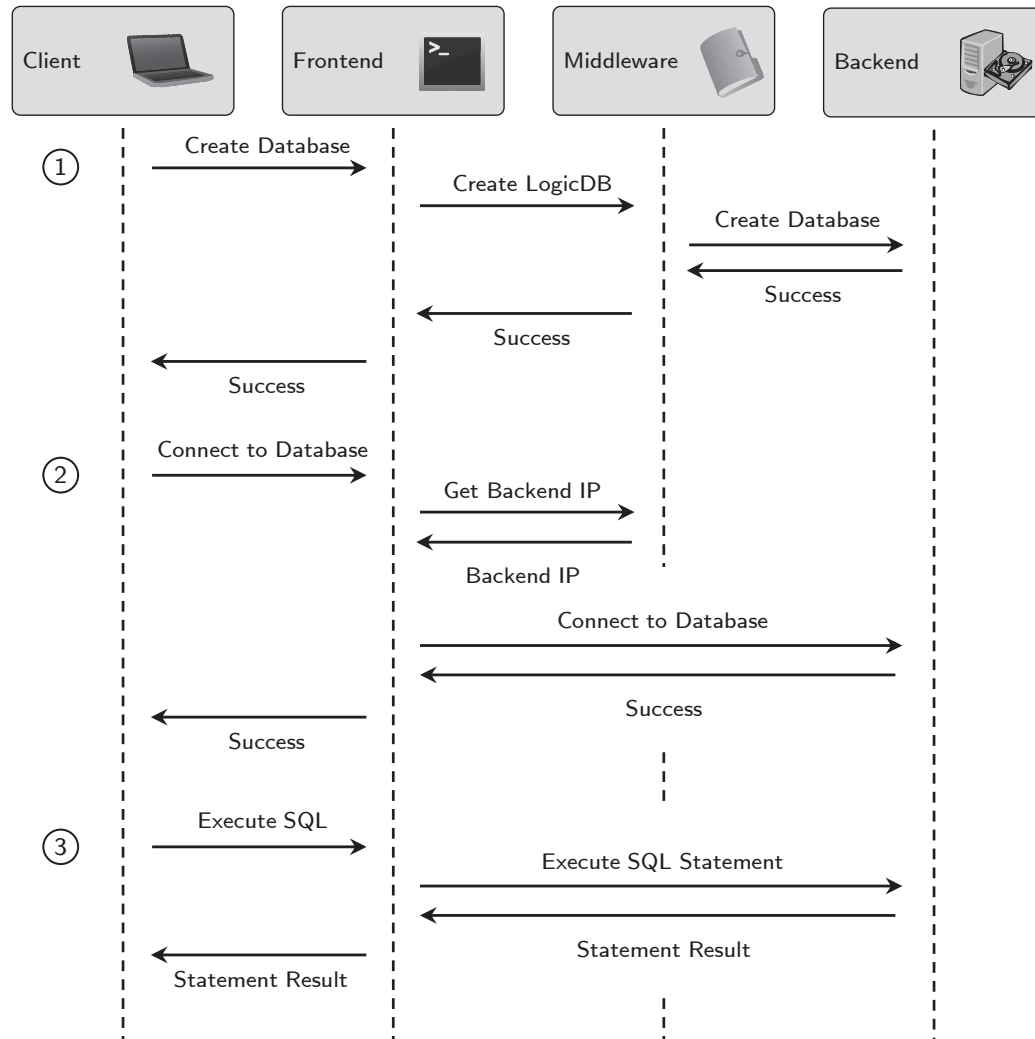 Client
Frontend
>_
Middleware
Backend
1
Create Database
Create LogicDB
Create Database
Success
Success
Success
2
Connect to Database
Get Backend IP
Backend IP
Connect to Database
Success
Success
3
Execute SQL
Execute SQL Statement
Statement Result
Statement Result